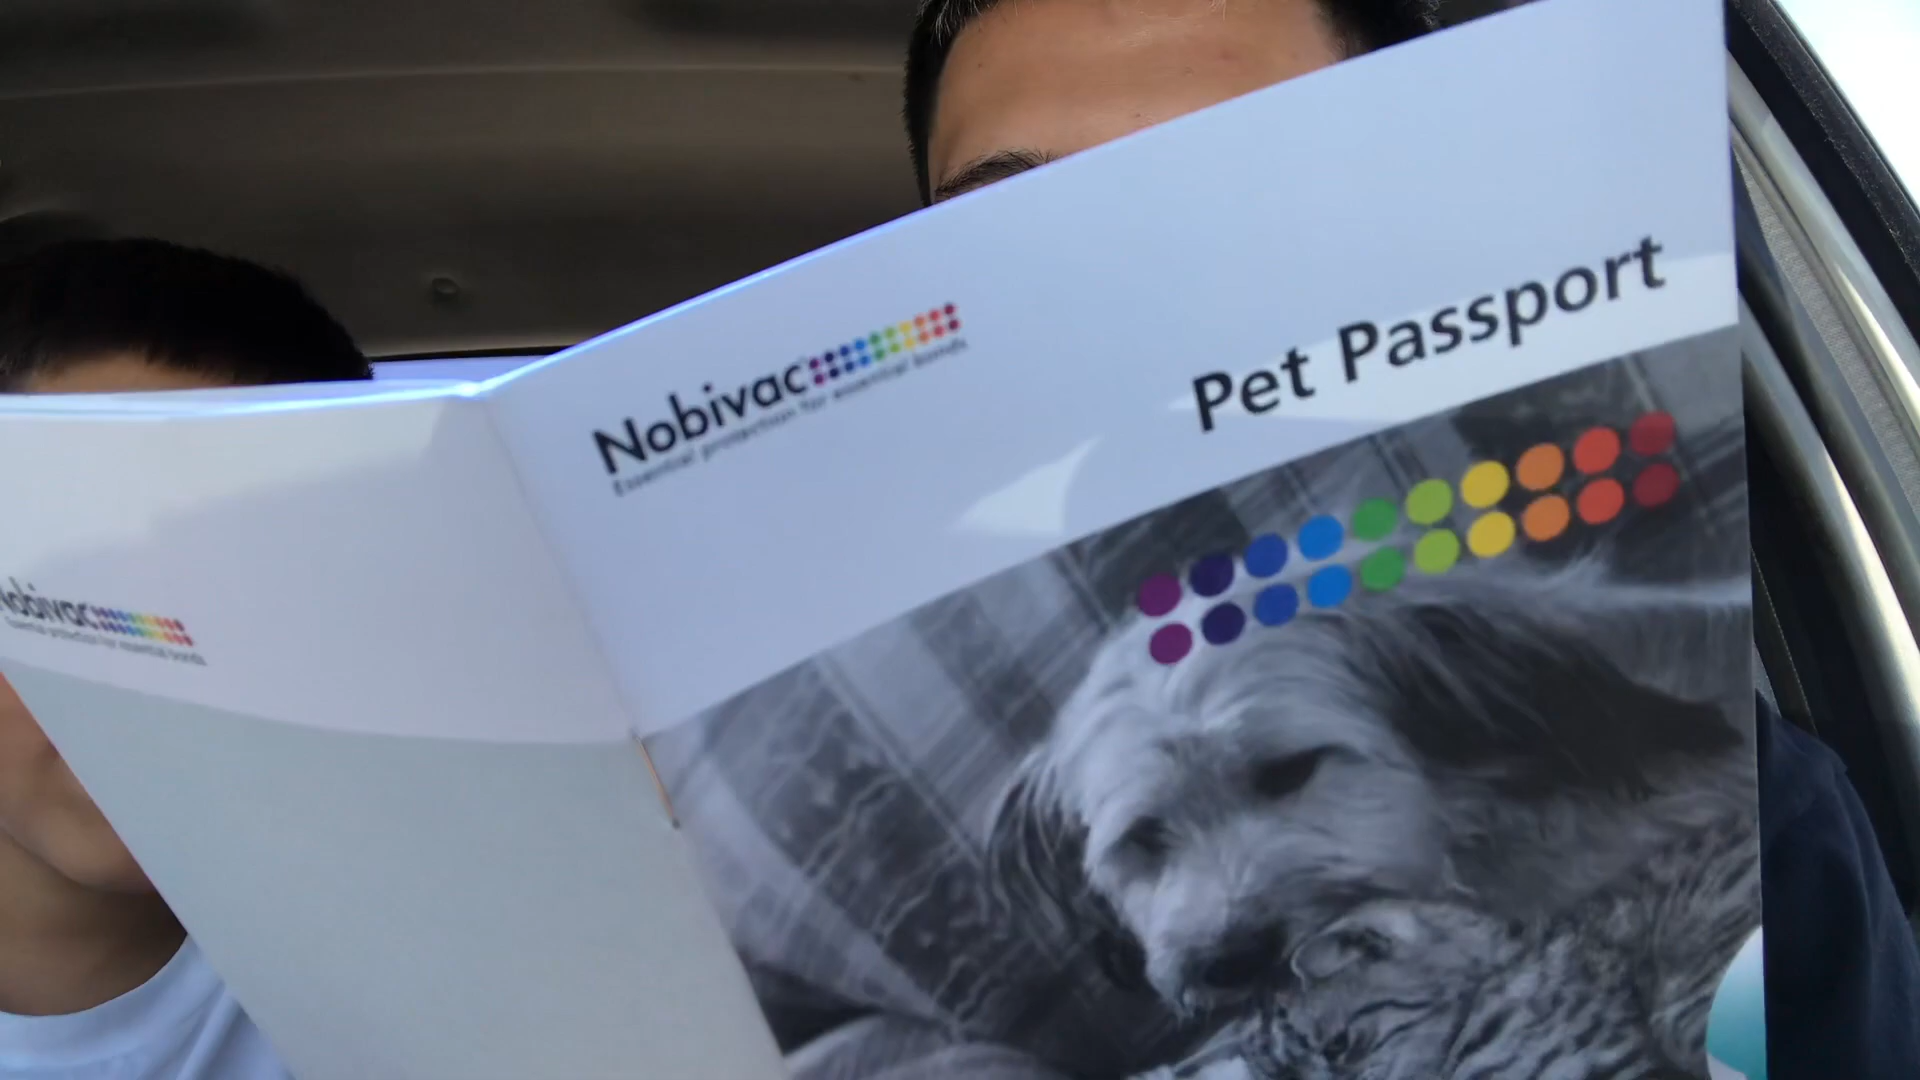 Pet Passport
Nobivac
Essential protection for essential bonds
Nobivac
Essential protection for essential bonds